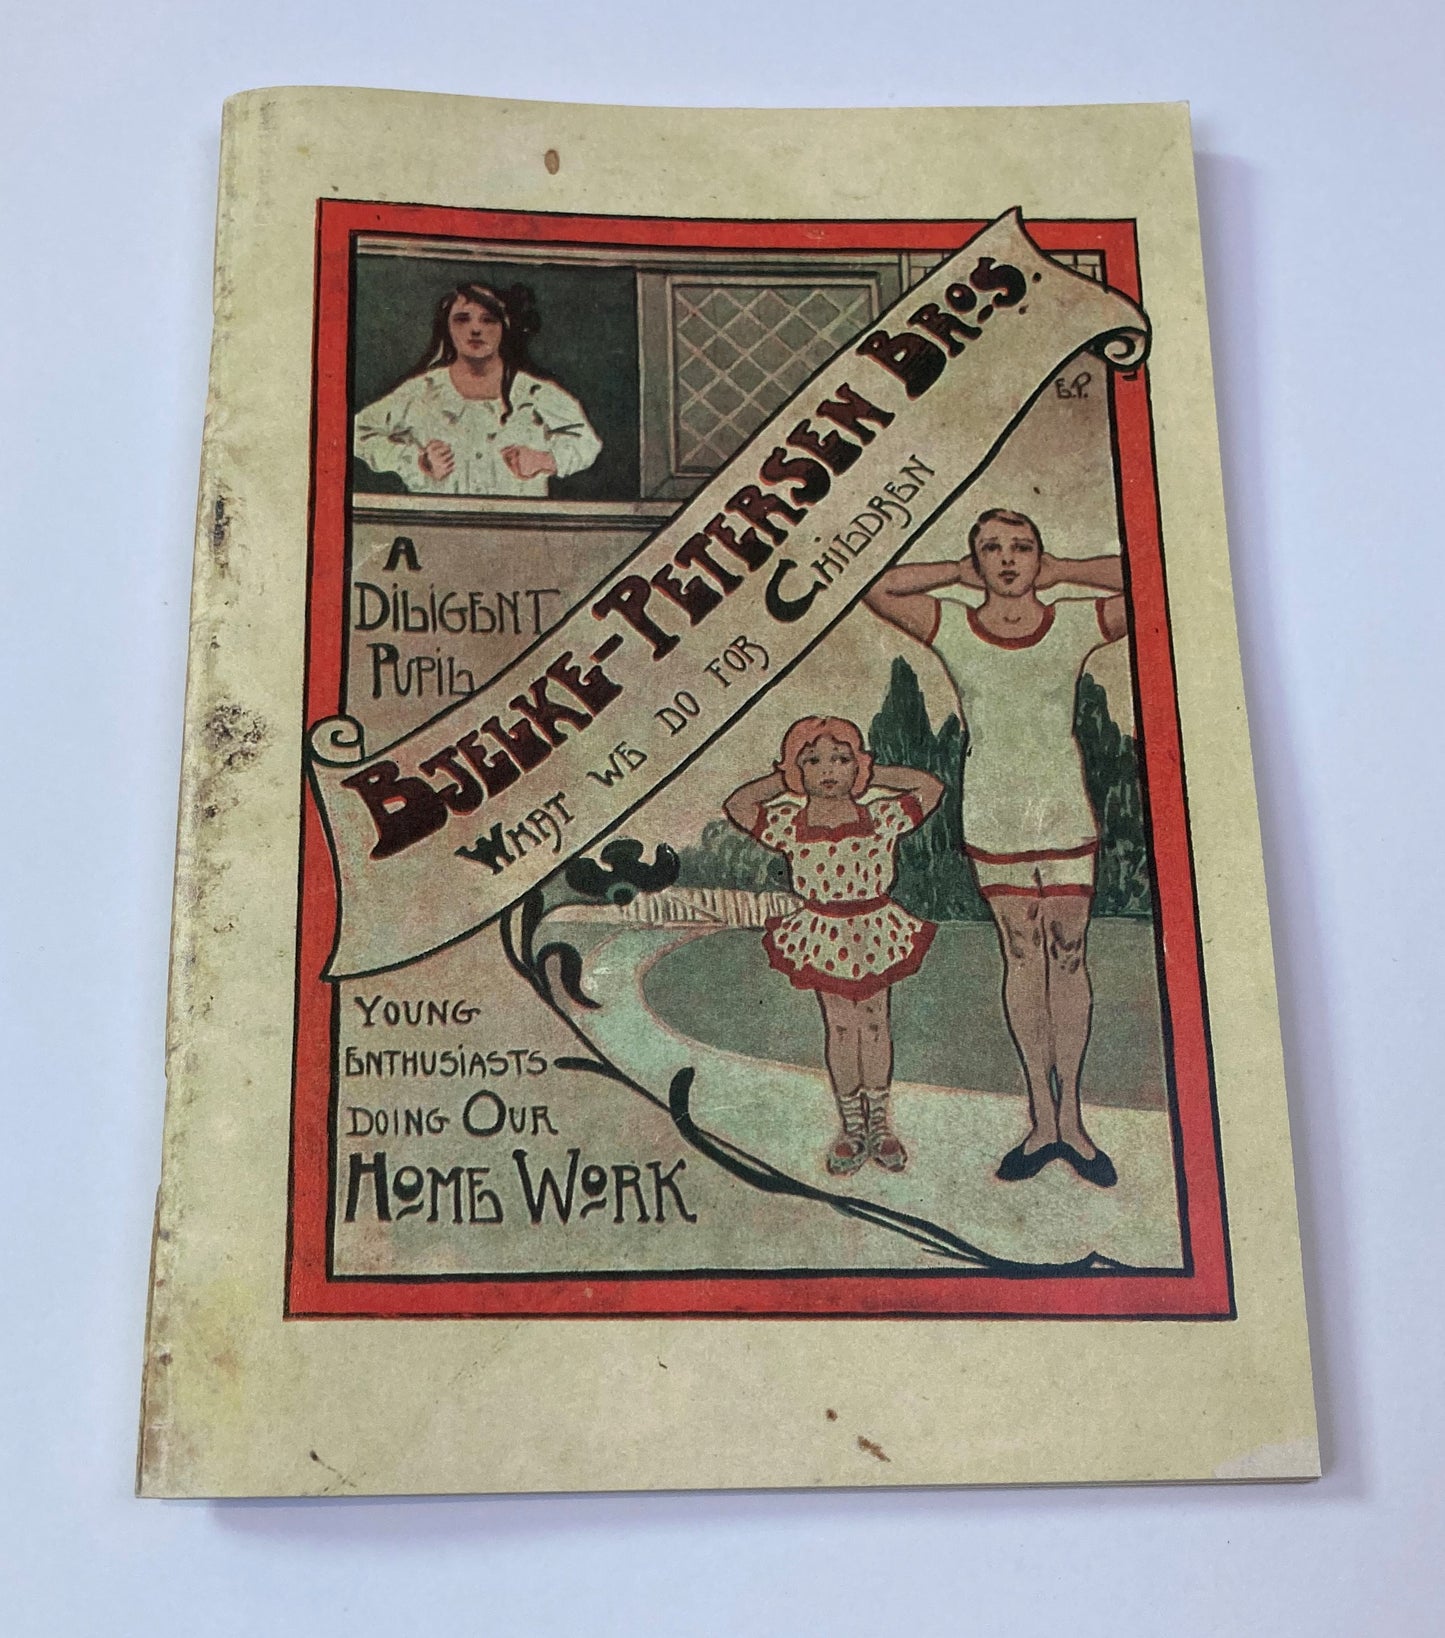 BJELKE-PETERSEN BROS.
WHAT WE DO FOR CHILDREN
E.P.
A
DILIGENT
PUPIL
YOUNG
ENTHUSIASTS
DOING OUR
HOME WORK